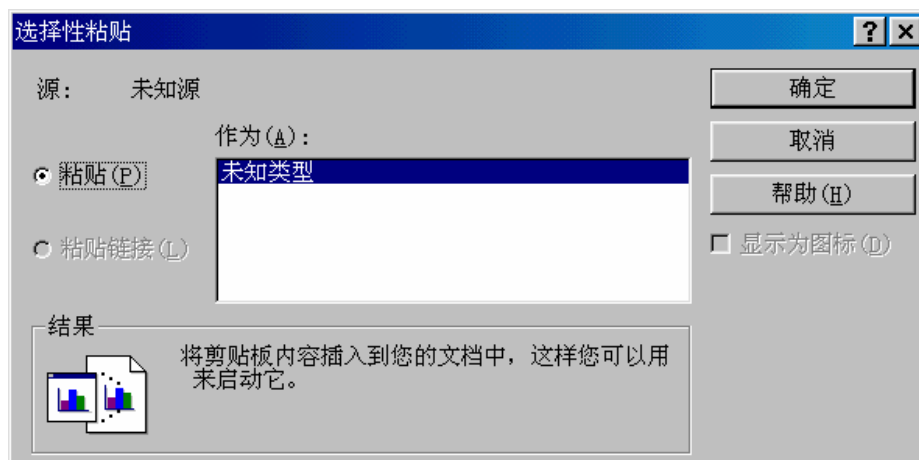 选择性粘贴
源: 未知源
确定
作为(A):
取消
粘贴(P)
未知类型
帮助(H)
粘贴链接(L)
显示为图标(D)
结果
将剪贴板内容插入到您的文档中，这样您可以用
来启动它。